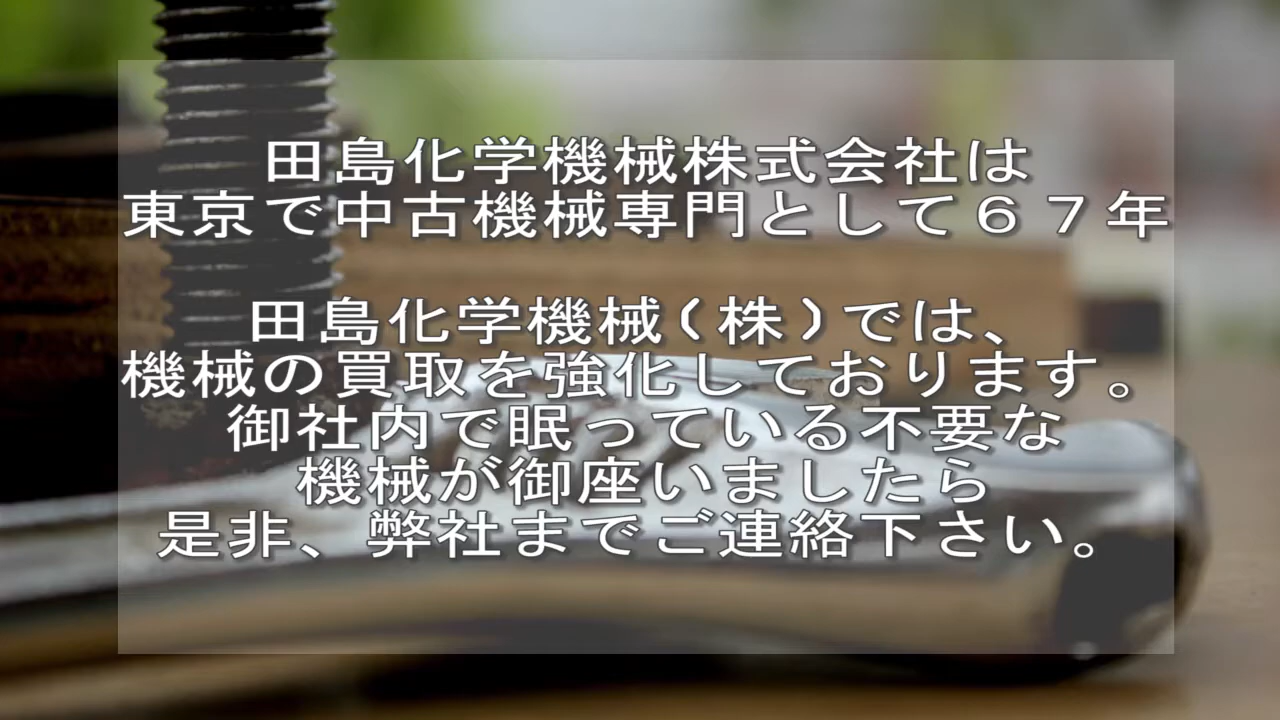 田島化学機械株式会社は
東京で中古機械専門として６７年
田島化学機械(株)では、
機械の買取を強化しております。
御社内で眠っている不要な
機械が御座いましたら
是非、弊社までご連絡下さい。